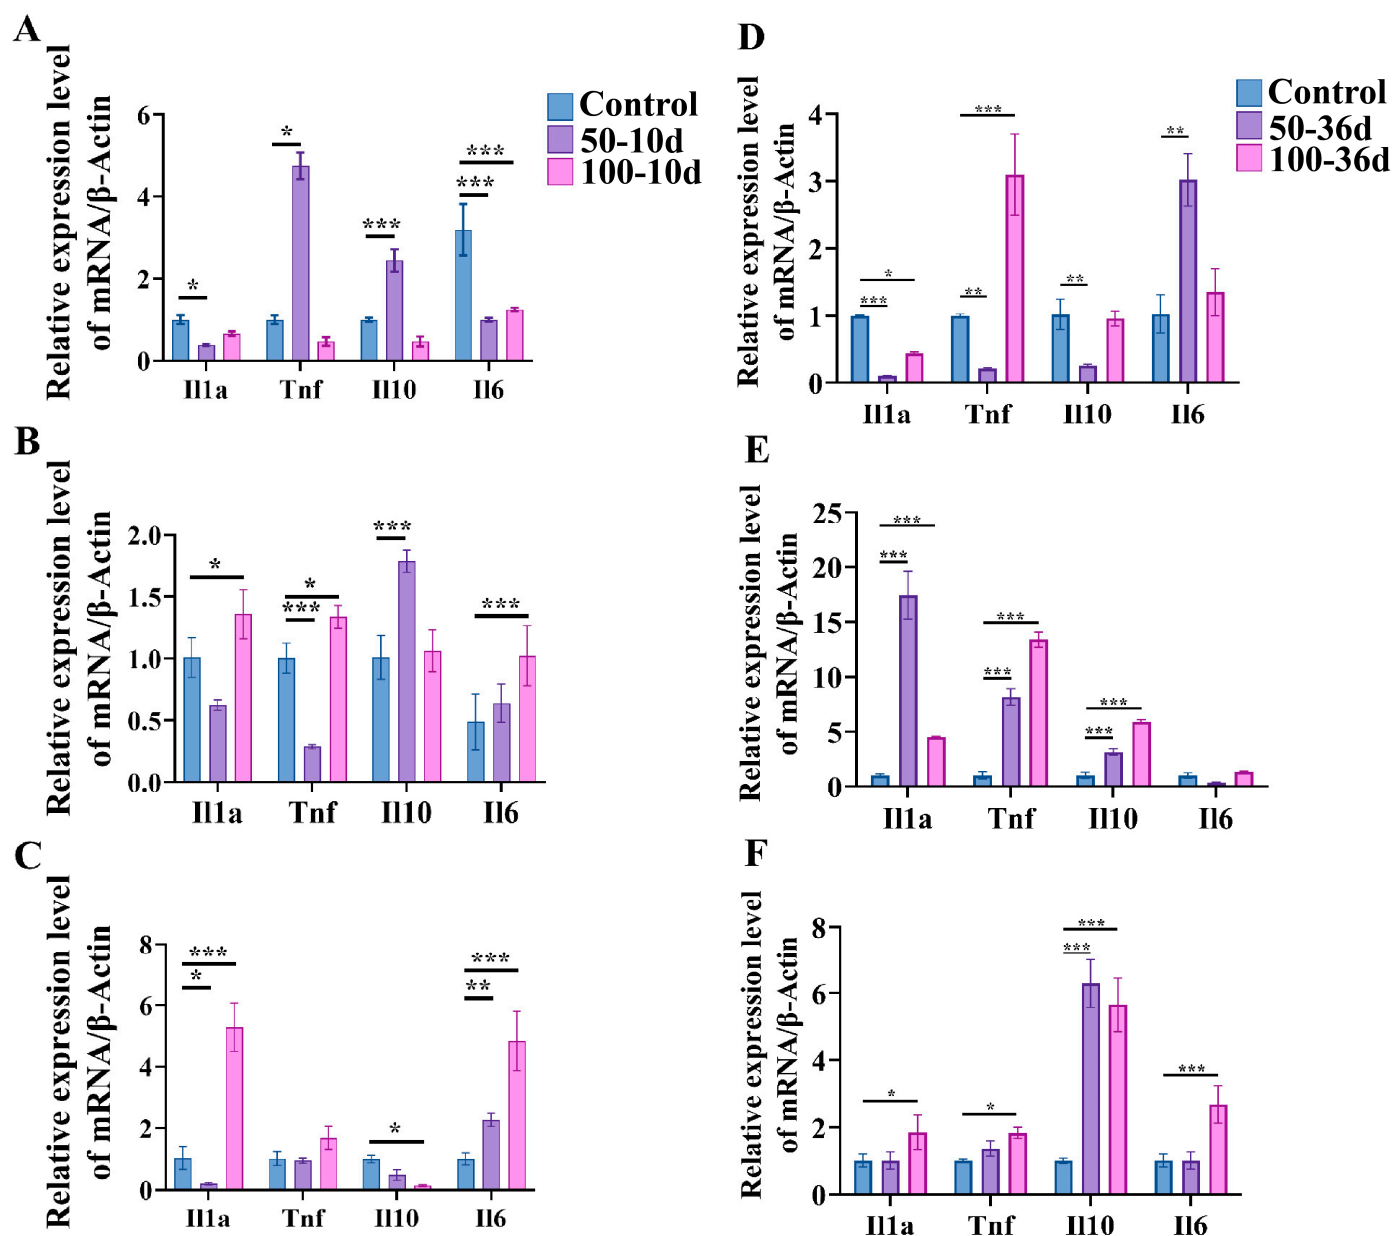 A
Relative expression level
of mRNA/β-Actin
6
4
2
0
* * *** *** ***
Il1a Tnf Il10 Il6
Control
50-10d
100-10d
B
Relative expression level
of mRNA/β-Actin
2.0
1.5
1.0
0.5
0.0
* *** * *** ***
Il1a Tnf Il10 Il6
C
Relative expression level
of mRNA/β-Actin
8
6
4
2
0
*** * * *** **
Il1a Tnf Il10 Il6
D
Relative expression level
of mRNA/β-Actin
4
3
2
1
0
* *** *** ** ** **
Il1a Tnf Il10 Il6
Control
50-36d
100-36d
E
Relative expression level
of mRNA/β-Actin
25
20
15
10
5
0
*** *** *** *** *** ***
Il1a Tnf Il10 Il6
F
Relative expression level
of mRNA/β-Actin
8
6
4
2
0
* * *** *** ***
Il1a Tnf Il10 Il6